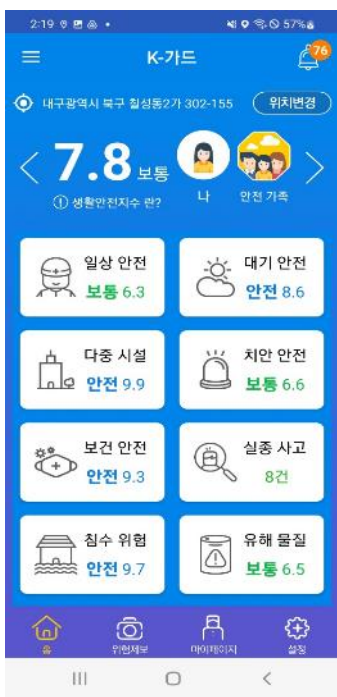 2:19
57%
K-가드
76
대구광역시 북구 칠성동2가 302-155
위치변경
7.8 보통
생활안전지수 란?
나
안전 가족
일상 안전
보통 6.3
대기 안전
안전 8.6
다중 시설
안전 9.9
치안 안전
보통 6.6
보건 안전
안전 9.3
실종 사고
8건
침수 위험
안전 9.7
유해 물질
보통 6.5
홈
위험제보
마이페이지
설정